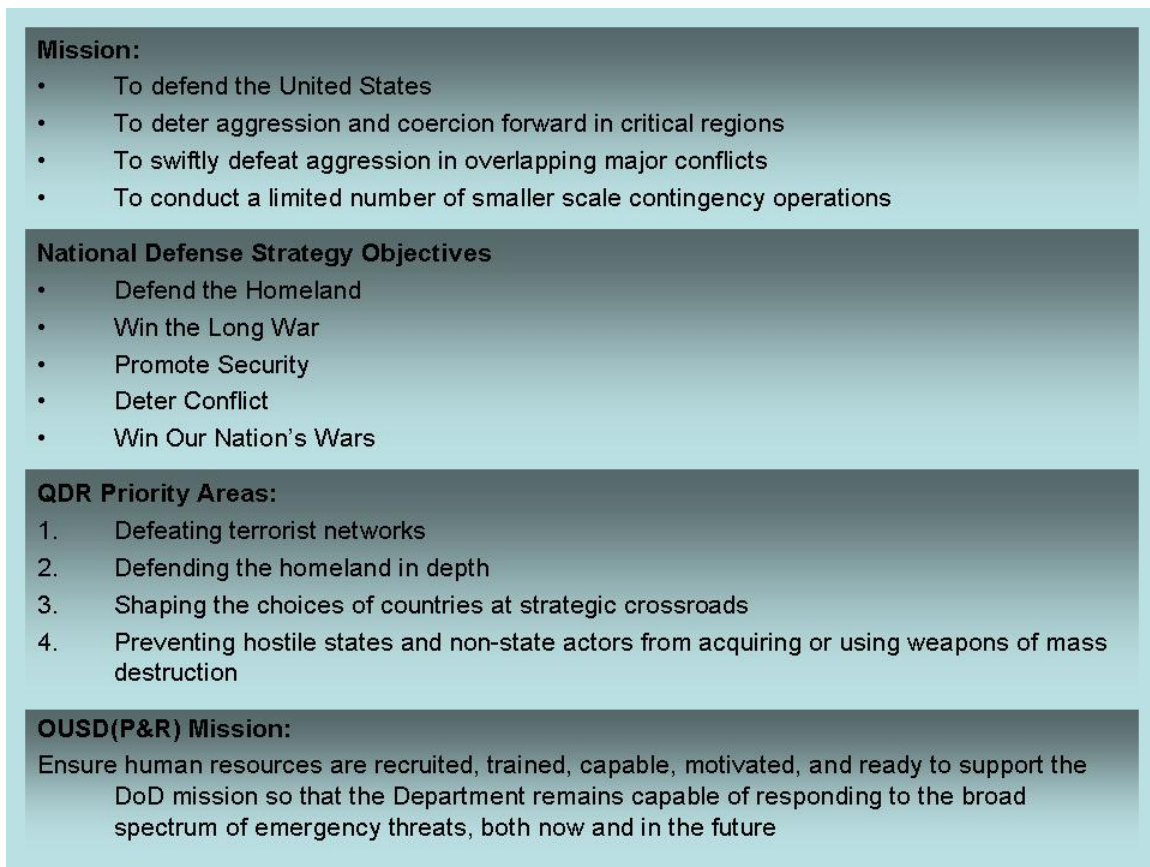 Mission:
• To defend the United States
• To deter aggression and coercion forward in critical regions
• To swiftly defeat aggression in overlapping major conflicts
• To conduct a limited number of smaller scale contingency operations
National Defense Strategy Objectives
• Defend the Homeland
• Win the Long War
• Promote Security
• Deter Conflict
• Win Our Nation's Wars
QDR Priority Areas:
1. Defeating terrorist networks
2. Defending the homeland in depth
3. Shaping the choices of countries at strategic crossroads
4. Preventing hostile states and non-state actors from acquiring or using weapons of mass
destruction
OUSD(P&R) Mission:
Ensure human resources are recruited, trained, capable, motivated, and ready to support the
DoD mission so that the Department remains capable of responding to the broad
spectrum of emergency threats, both now and in the future